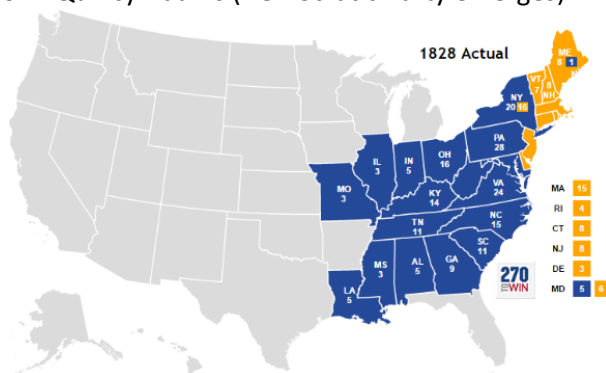 1828 Actual
ME
8 1
VT
7
8
NH
NY
20 16
PA
28
IL
3
IN
5
OH
16
MO
3
KY
14
VA
24
TN
11
NC
15
SC
11
MS
3
AL
5
GA
9
LA
5
MA 15
RI 4
CT 8
NJ 8
DE 3
MD 5 6
270
TO WIN